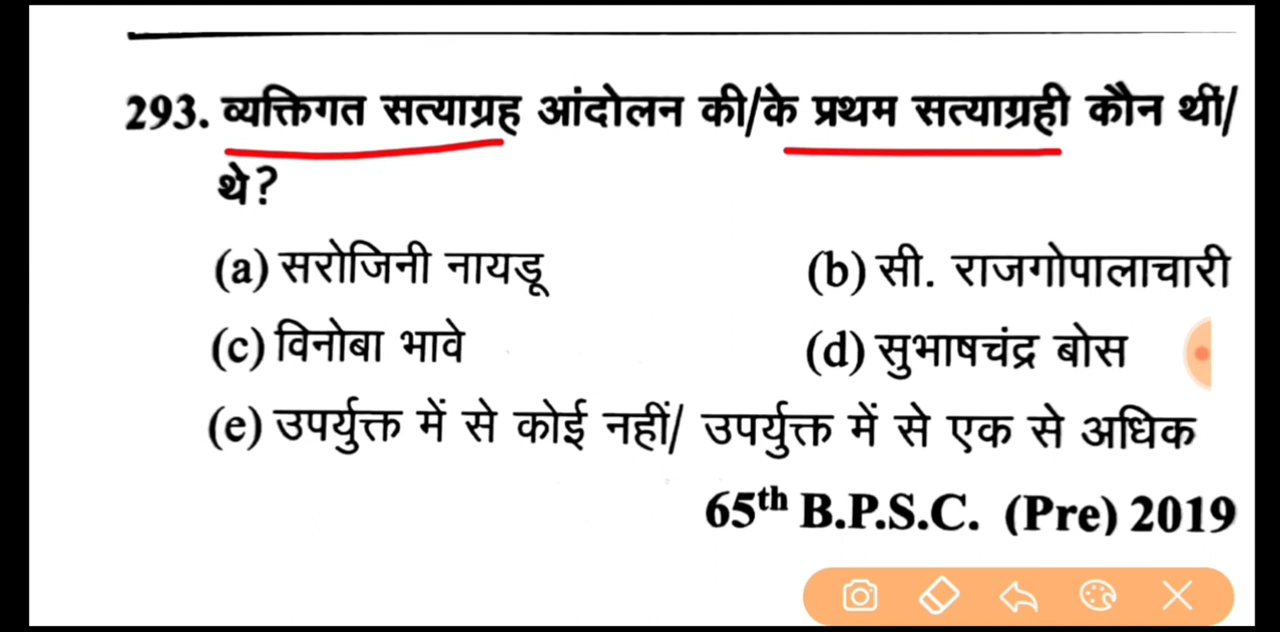 293. व्यक्तिगत सत्याग्रह आंदोलन की/के प्रथम सत्याग्रही कौन थीं/
थे?
(a) सरोजिनी नायडू (b) सी. राजगोपालाचारी
(c) विनोबा भावे (d) सुभाषचंद्र बोस
(e) उपर्युक्त में से कोई नहीं/ उपर्युक्त में से एक से अधिक
65th B.P.S.C. (Pre) 2019